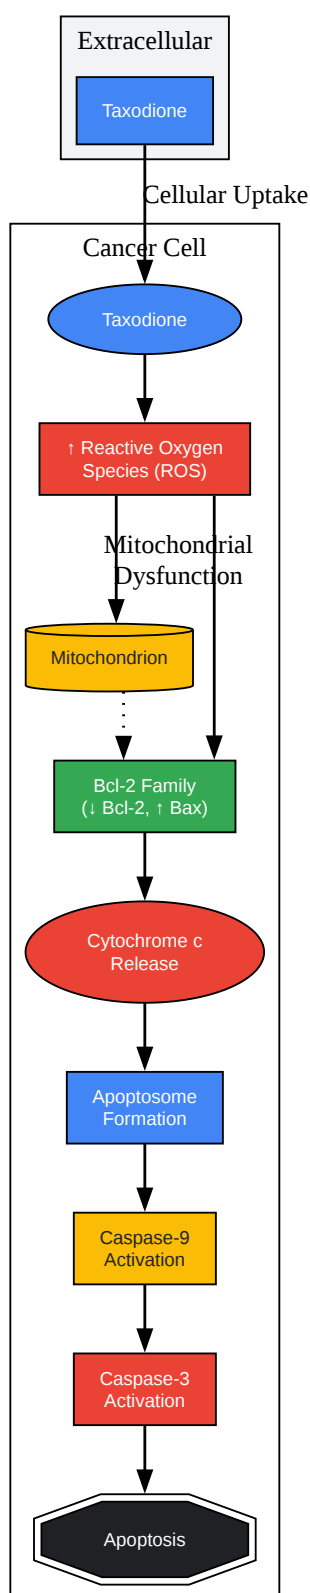 Extracellular
Taxodione
Cellular Uptake
Cancer Cell
Taxodione
↑ Reactive Oxygen
Species (ROS)
Mitochondrial
Dysfunction
Mitochondrion
Bcl-2 Family
(↓ Bcl-2, ↑ Bax)
Cytochrome c
Release
Apoptosome
Formation
Caspase-9
Activation
Caspase-3
Activation
Apoptosis